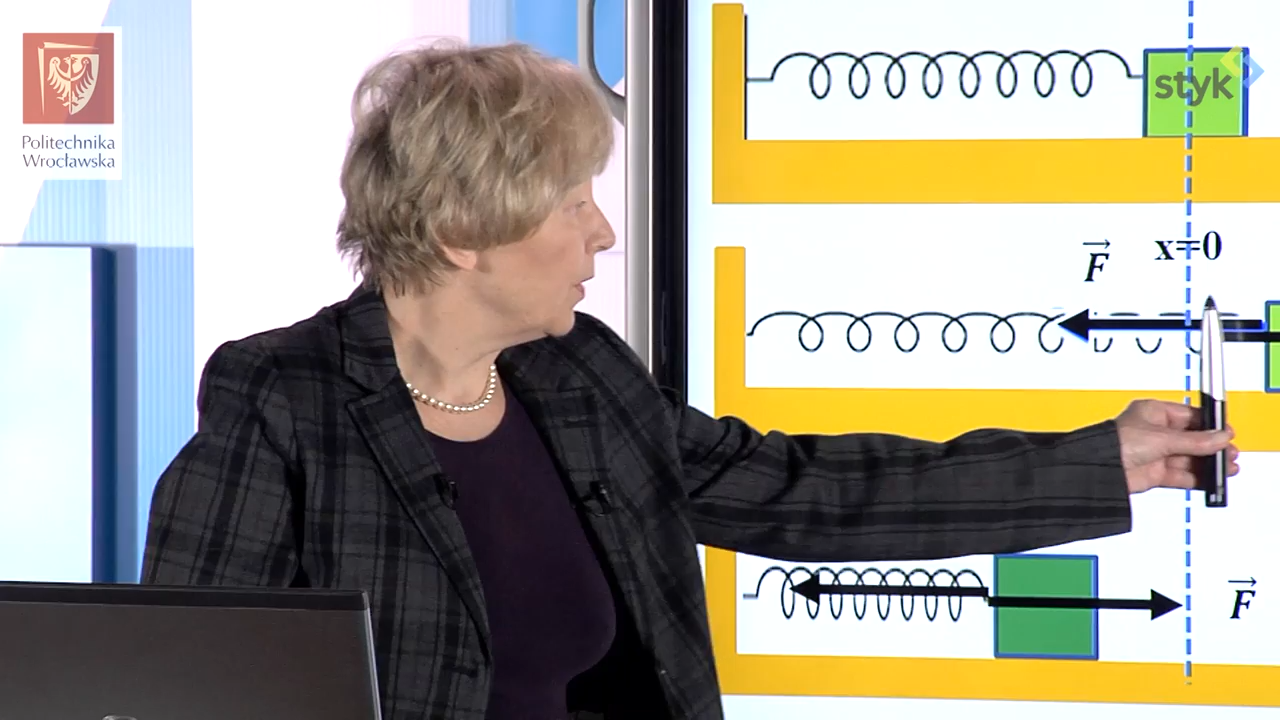 Politechnika
Wrocławska
styk
x=0
F
F